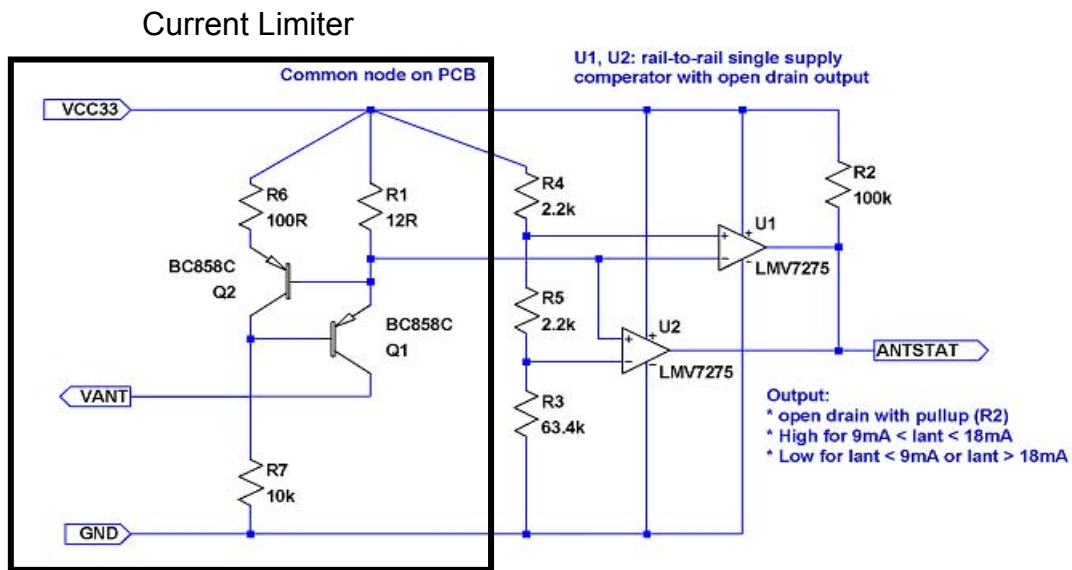 Current Limiter
Common node on PCB
U1, U2: rail-to-rail single supply
comperator with open drain output
VCC33
R6
100R
R1
12R
R4
2.2k
R2
100k
+
-
+
-
U1
LMV7275
BC858C
Q2
BC858C
Q1
R5
2.2k
+
-
+
-
U2
LMV7275
ANTSTAT
VANT
R3
63.4k
Output:
* open drain with pullup (R2)
* High for 9mA < Iant < 18mA
* Low for Iant < 9mA or Iant > 18mA
R7
10k
GND